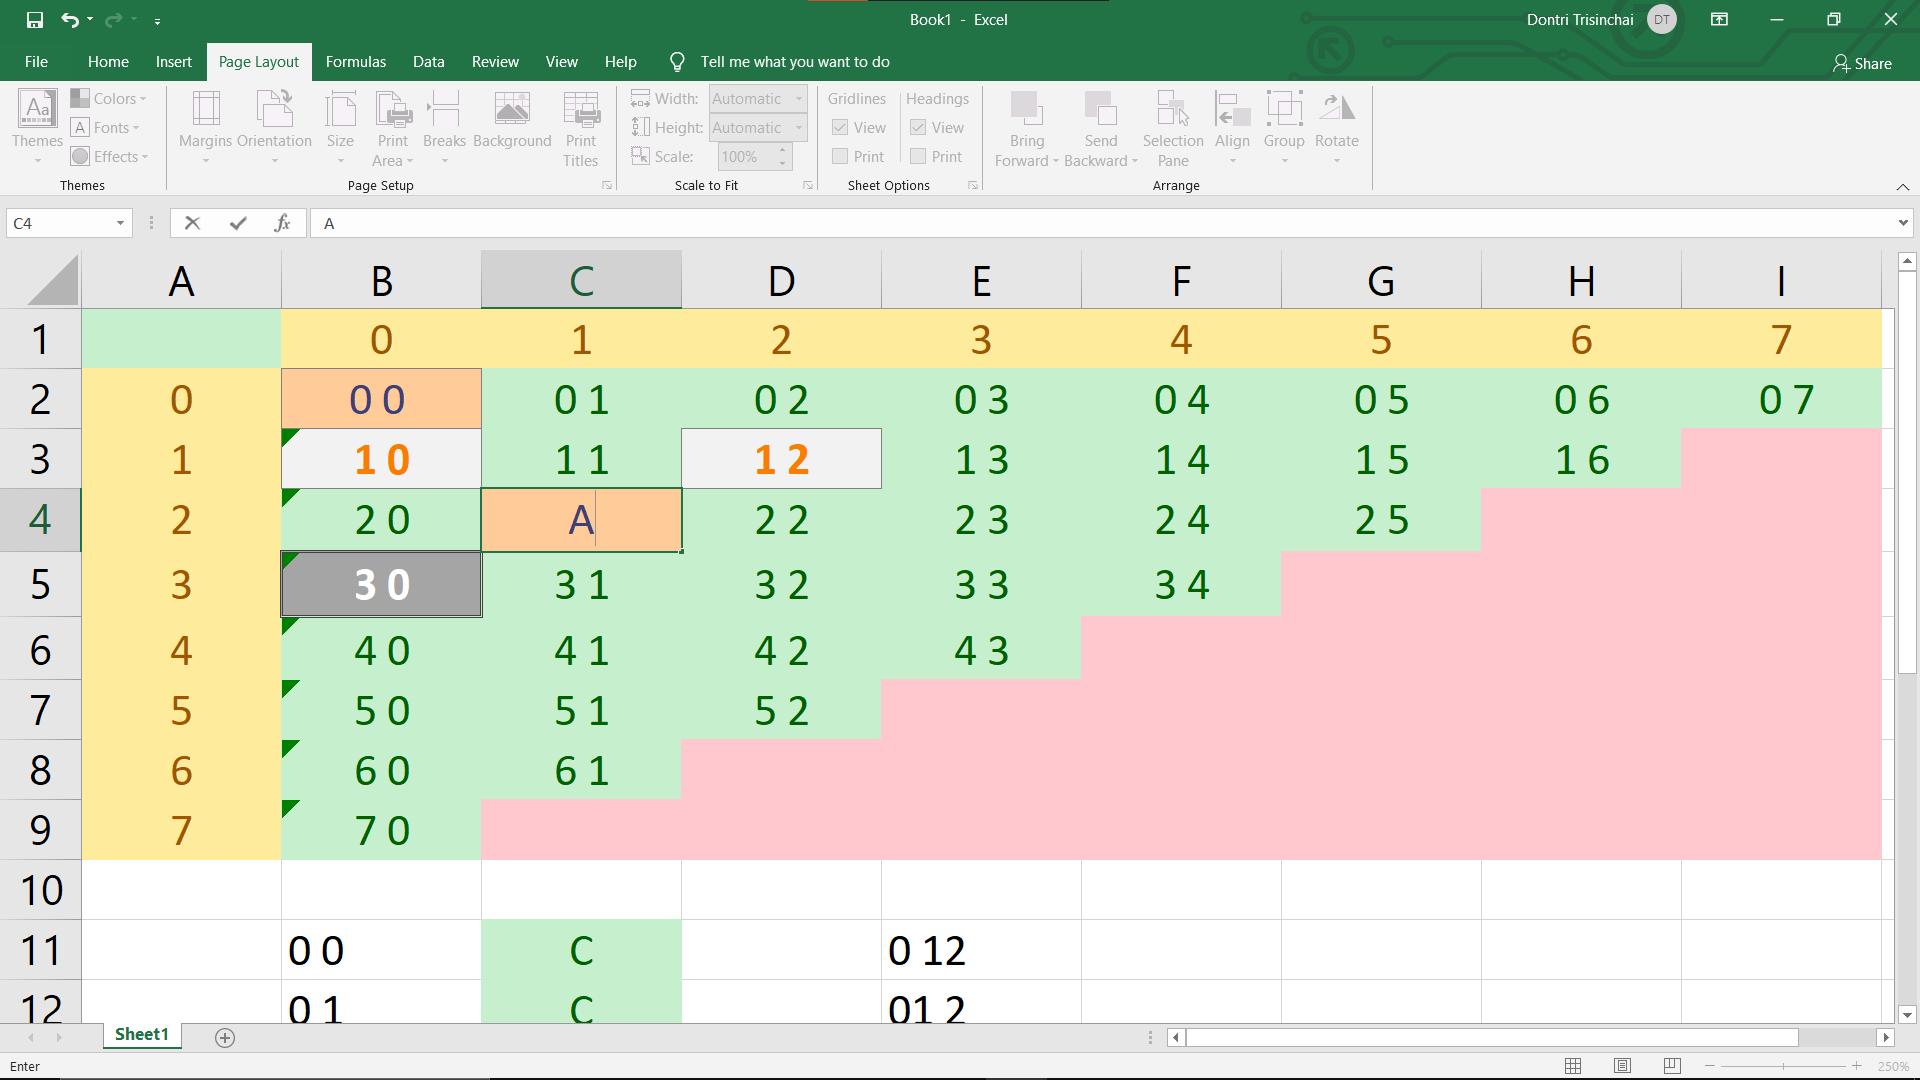 Book1 - Excel
Dontri Trisinchai DT
File Home Insert Page Layout Formulas Data Review View Help Tell me what you want to do Share
Colors Width: Automatic Gridlines Headings
Fonts Height: Automatic View View
Themes Margins Orientation Size Print Area Breaks Background Print Titles Bring Forward Send Backward Selection Pane Align Group Rotate
Effects Scale: 100% Print Print
Themes Page Setup Scale to Fit Sheet Options Arrange
C4 fx A
A B C D E F G H I
1 0 1 2 3 4 5 6 7
2 0 0 0 0 1 0 2 0 3 0 4 0 5 0 6 0 7
3 1 1 0 1 1 1 2 1 3 1 4 1 5 1 6
4 2 2 0 A 2 2 2 3 2 4 2 5
5 3 3 0 3 1 3 2 3 3 3 4
6 4 4 0 4 1 4 2 4 3
7 5 5 0 5 1 5 2
8 6 6 0 6 1
9 7 7 0
10
11 0 0 C 0 12
12 0 1 C 01 2
Sheet1
Enter 250%